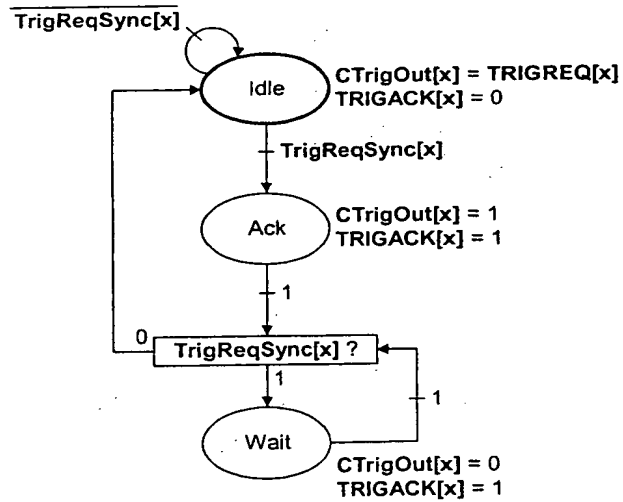 TrigReqSync[x]
Idle
CTrigOut[x] = TRIGREQ[x]
TRIGACK[x] = 0
TrigReqSync[x]
Ack
CTrigOut[x] = 1
TRIGACK[x] = 1
1
0
TrigReqSync[x] ?
1
1
Wait
CTrigOut[x] = 0
TRIGACK[x] = 1